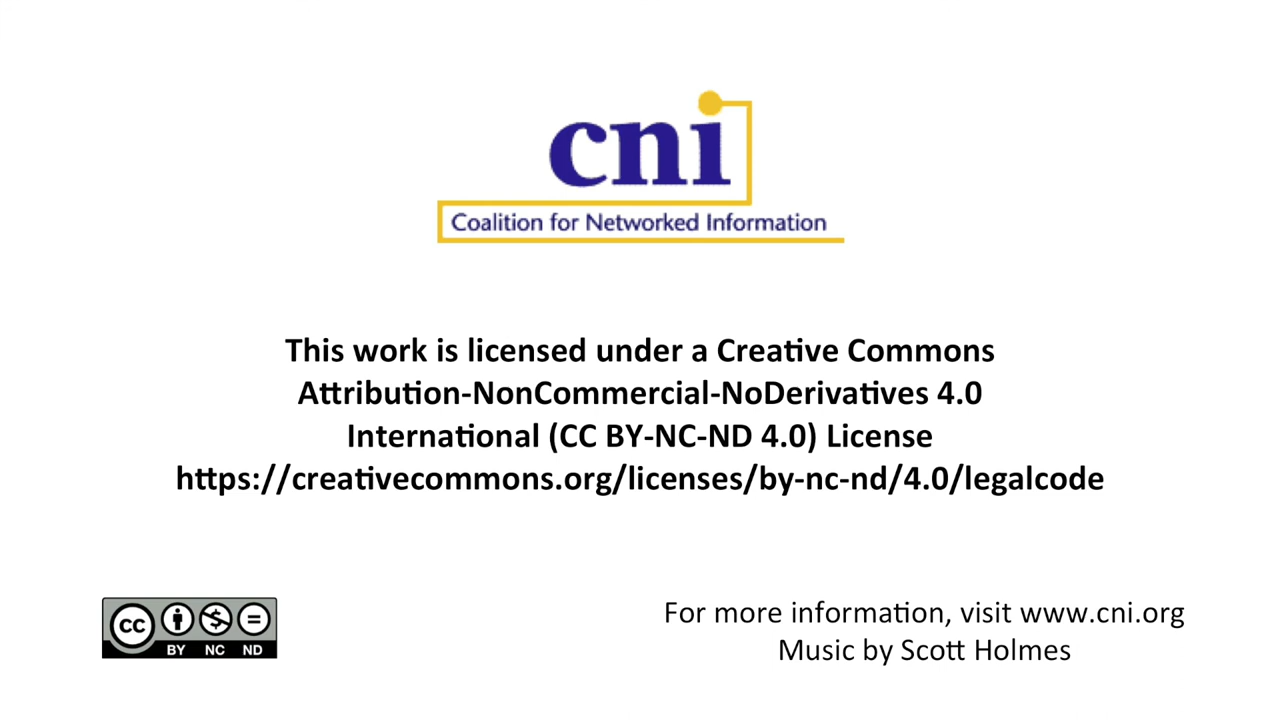 cni
Coalition for Networked Information
This work is licensed under a Creative Commons
Attribution-NonCommercial-NoDerivatives 4.0
International (CC BY-NC-ND 4.0) License
https://creativecommons.org/licenses/by-nc-nd/4.0/legalcode
cc
BY NC ND
For more information, visit www.cni.org
Music by Scott Holmes